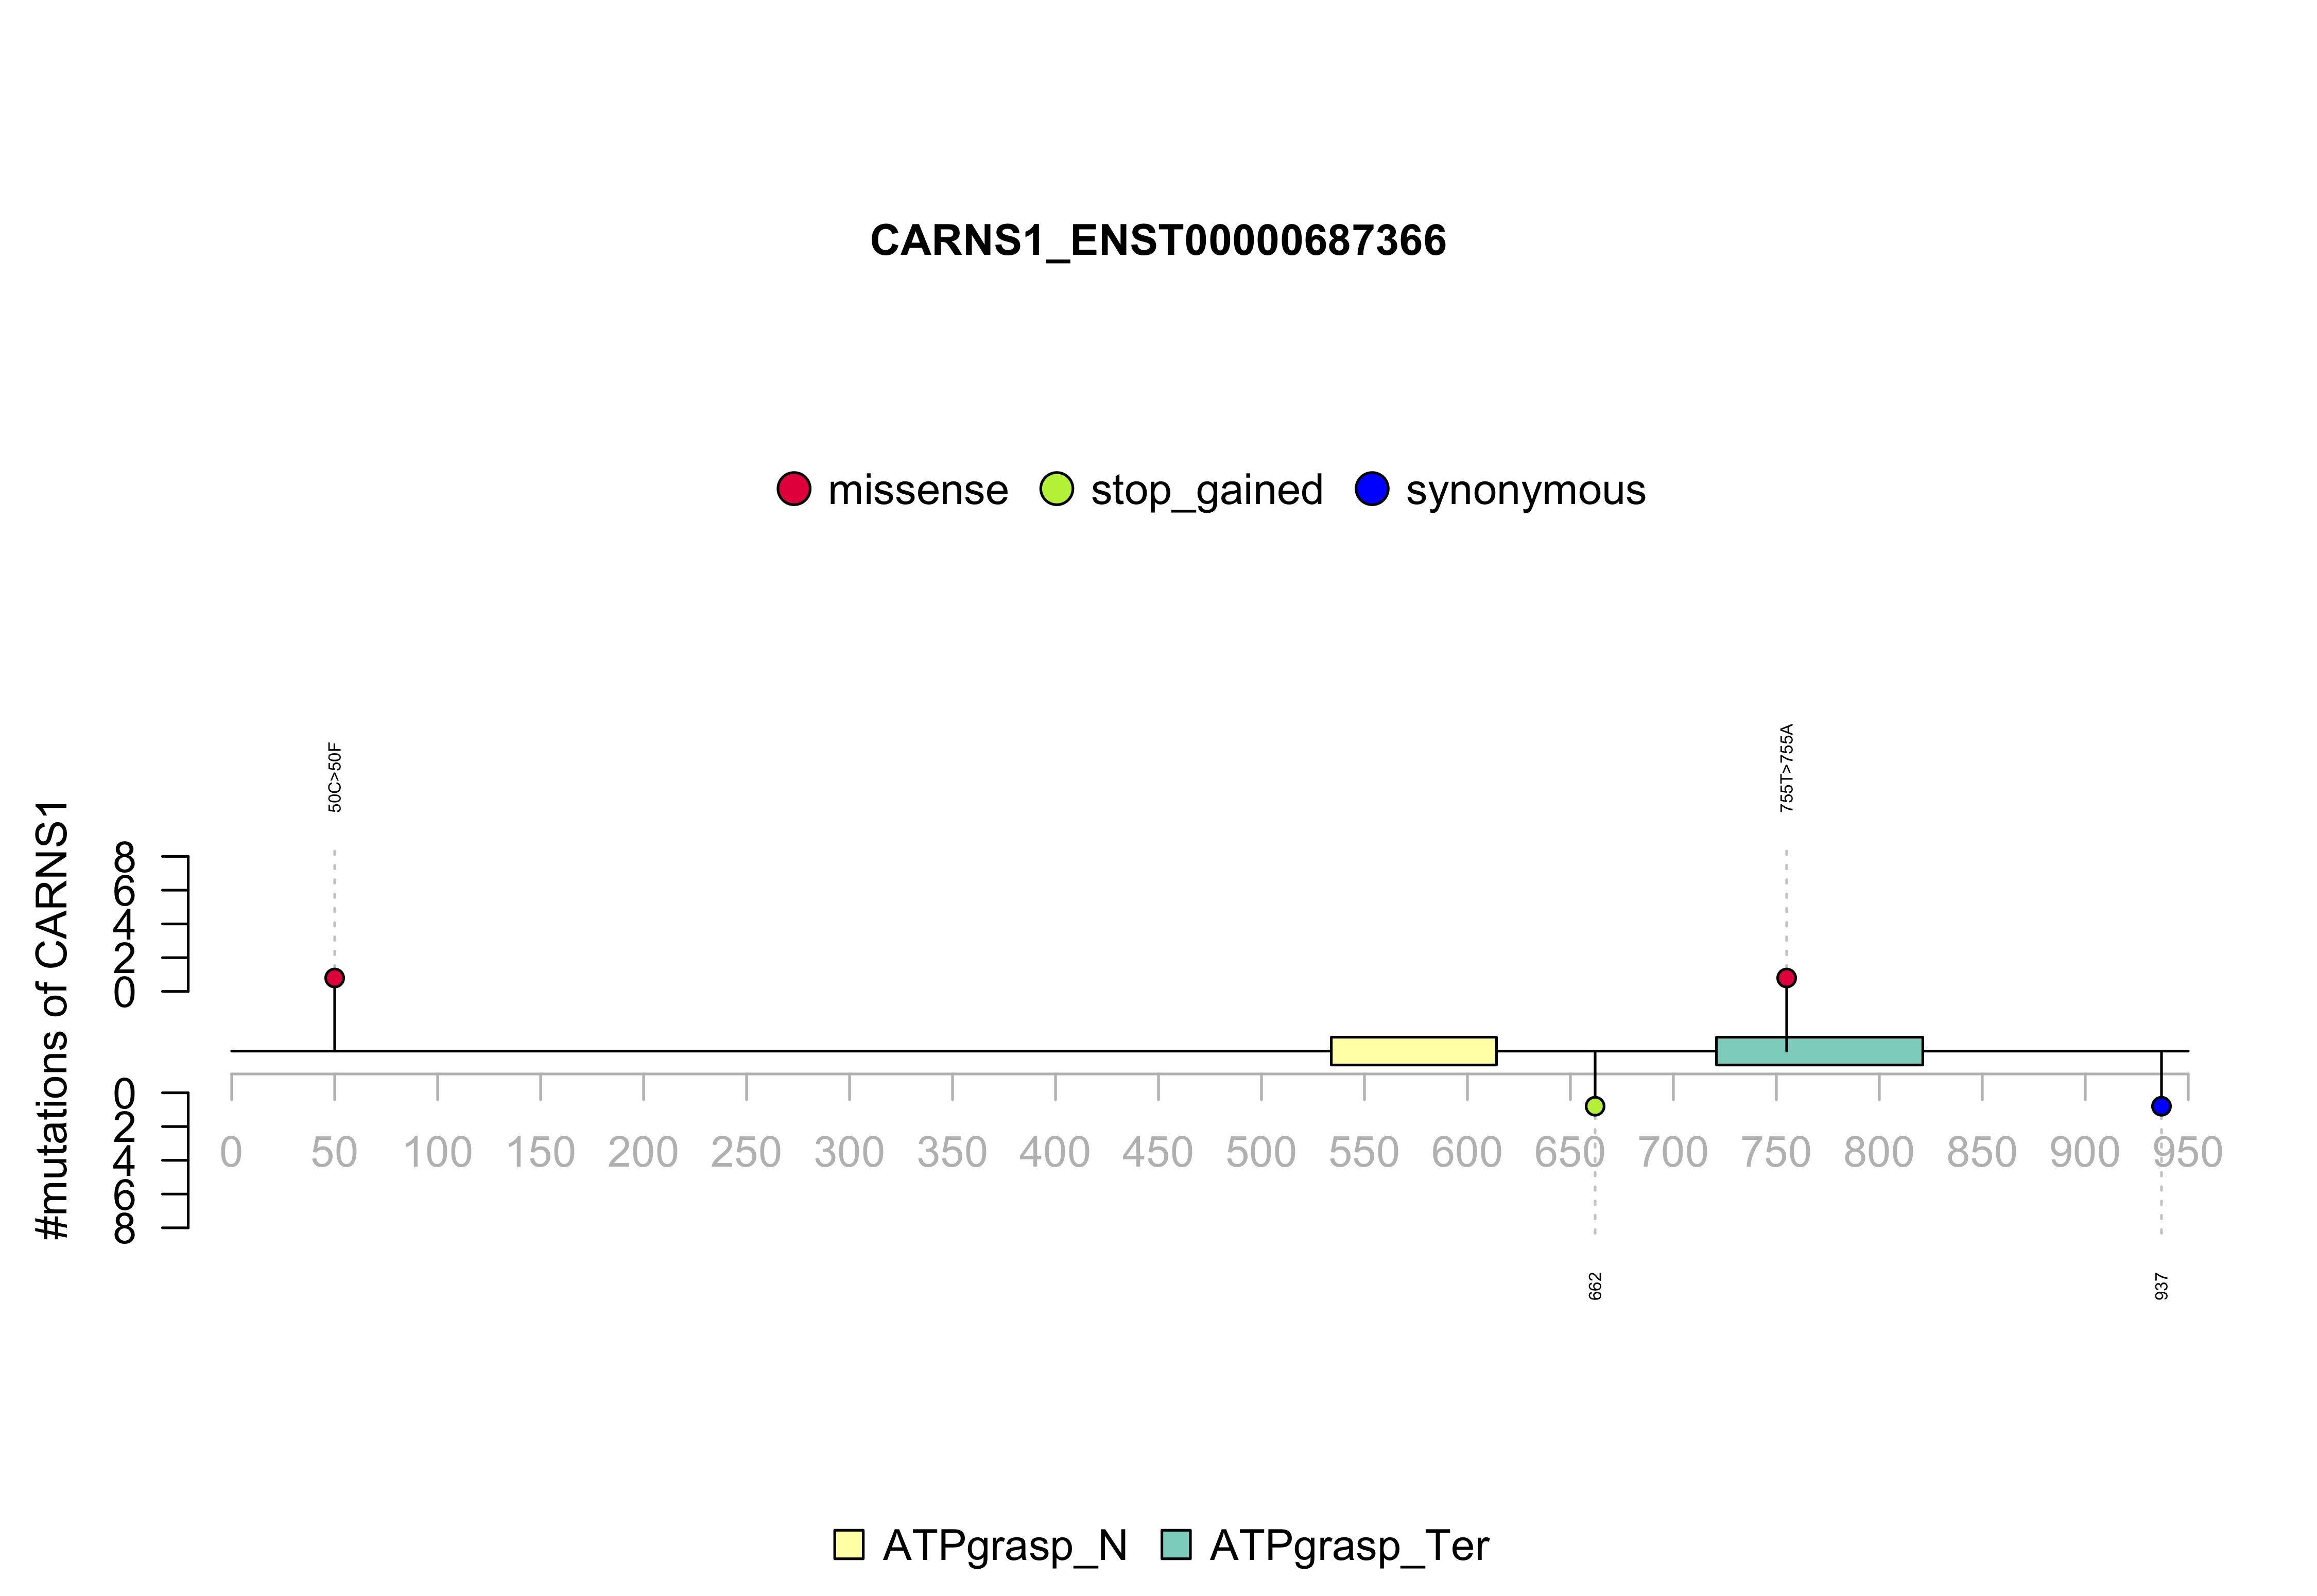 CARNS1_ENST00000687366
missense stop_gained synonymous
50C>50F 755T>755A
#mutations of CARNS1
8
6
4
2
0
0
2
4
6
8
0 50 100 150 200 250 300 350 400 450 500 550 600 650 700 750 800 850 900 950
662 937
ATPgrasp_N ATPgrasp_Ter